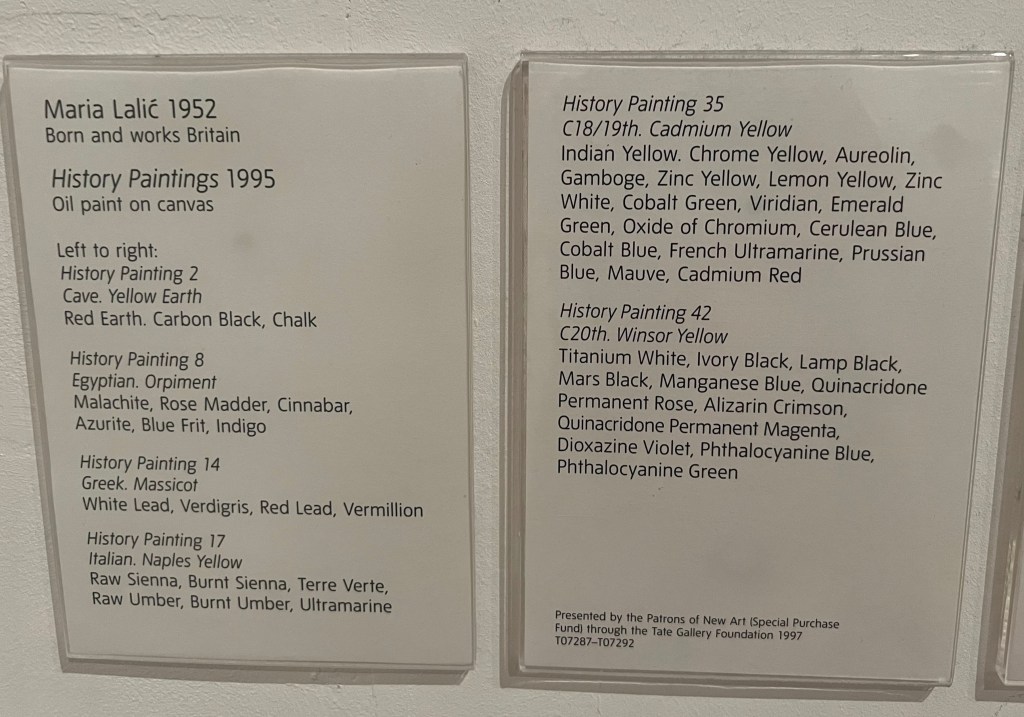 Maria Lalić 1952
Born and works Britain
History Paintings 1995
Oil paint on canvas
Left to right:
History Painting 2
Cave. Yellow Earth
Red Earth. Carbon Black, Chalk
History Painting 8
Egyptian. Orpiment
Malachite, Rose Madder, Cinnabar,
Azurite, Blue Frit, Indigo
History Painting 14
Greek. Massicot
White Lead, Verdigris, Red Lead, Vermillion
History Painting 17
Italian. Naples Yellow
Raw Sienna, Burnt Sienna, Terre Verte,
Raw Umber, Burnt Umber, Ultramarine
History Painting 35
C18/19th. Cadmium Yellow
Indian Yellow. Chrome Yellow, Aureolin,
Gamboge, Zinc Yellow, Lemon Yellow, Zinc
White, Cobalt Green, Viridian, Emerald
Green, Oxide of Chromium, Cerulean Blue,
Cobalt Blue, French Ultramarine, Prussian
Blue, Mauve, Cadmium Red
History Painting 42
C20th. Winsor Yellow
Titanium White, Ivory Black, Lamp Black,
Mars Black, Manganese Blue, Quinacridone
Permanent Rose, Alizarin Crimson,
Quinacridone Permanent Magenta,
Dioxazine Violet, Phthalocyanine Blue,
Phthalocyanine Green
Presented by the Patrons of New Art (Special Purchase
Fund) through the Tate Gallery Foundation 1997
T07287–T07292